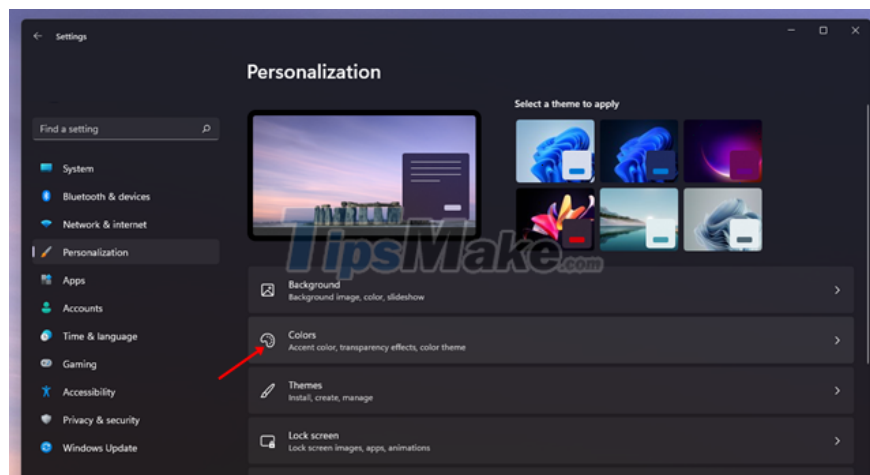 Settings
Personalization
Select a theme to apply
Find a setting
System
Bluetooth & devices
Network & internet
Personalization
Apps
Accounts
Time & language
Gaming
Accessibility
Privacy & security
Windows Update
TipsMake.com
Background
Background image, color, slideshow
Colors
Accent color, transparency effects, color theme
Themes
Install, create, manage
Lock screen
Lock screen images, apps, animations